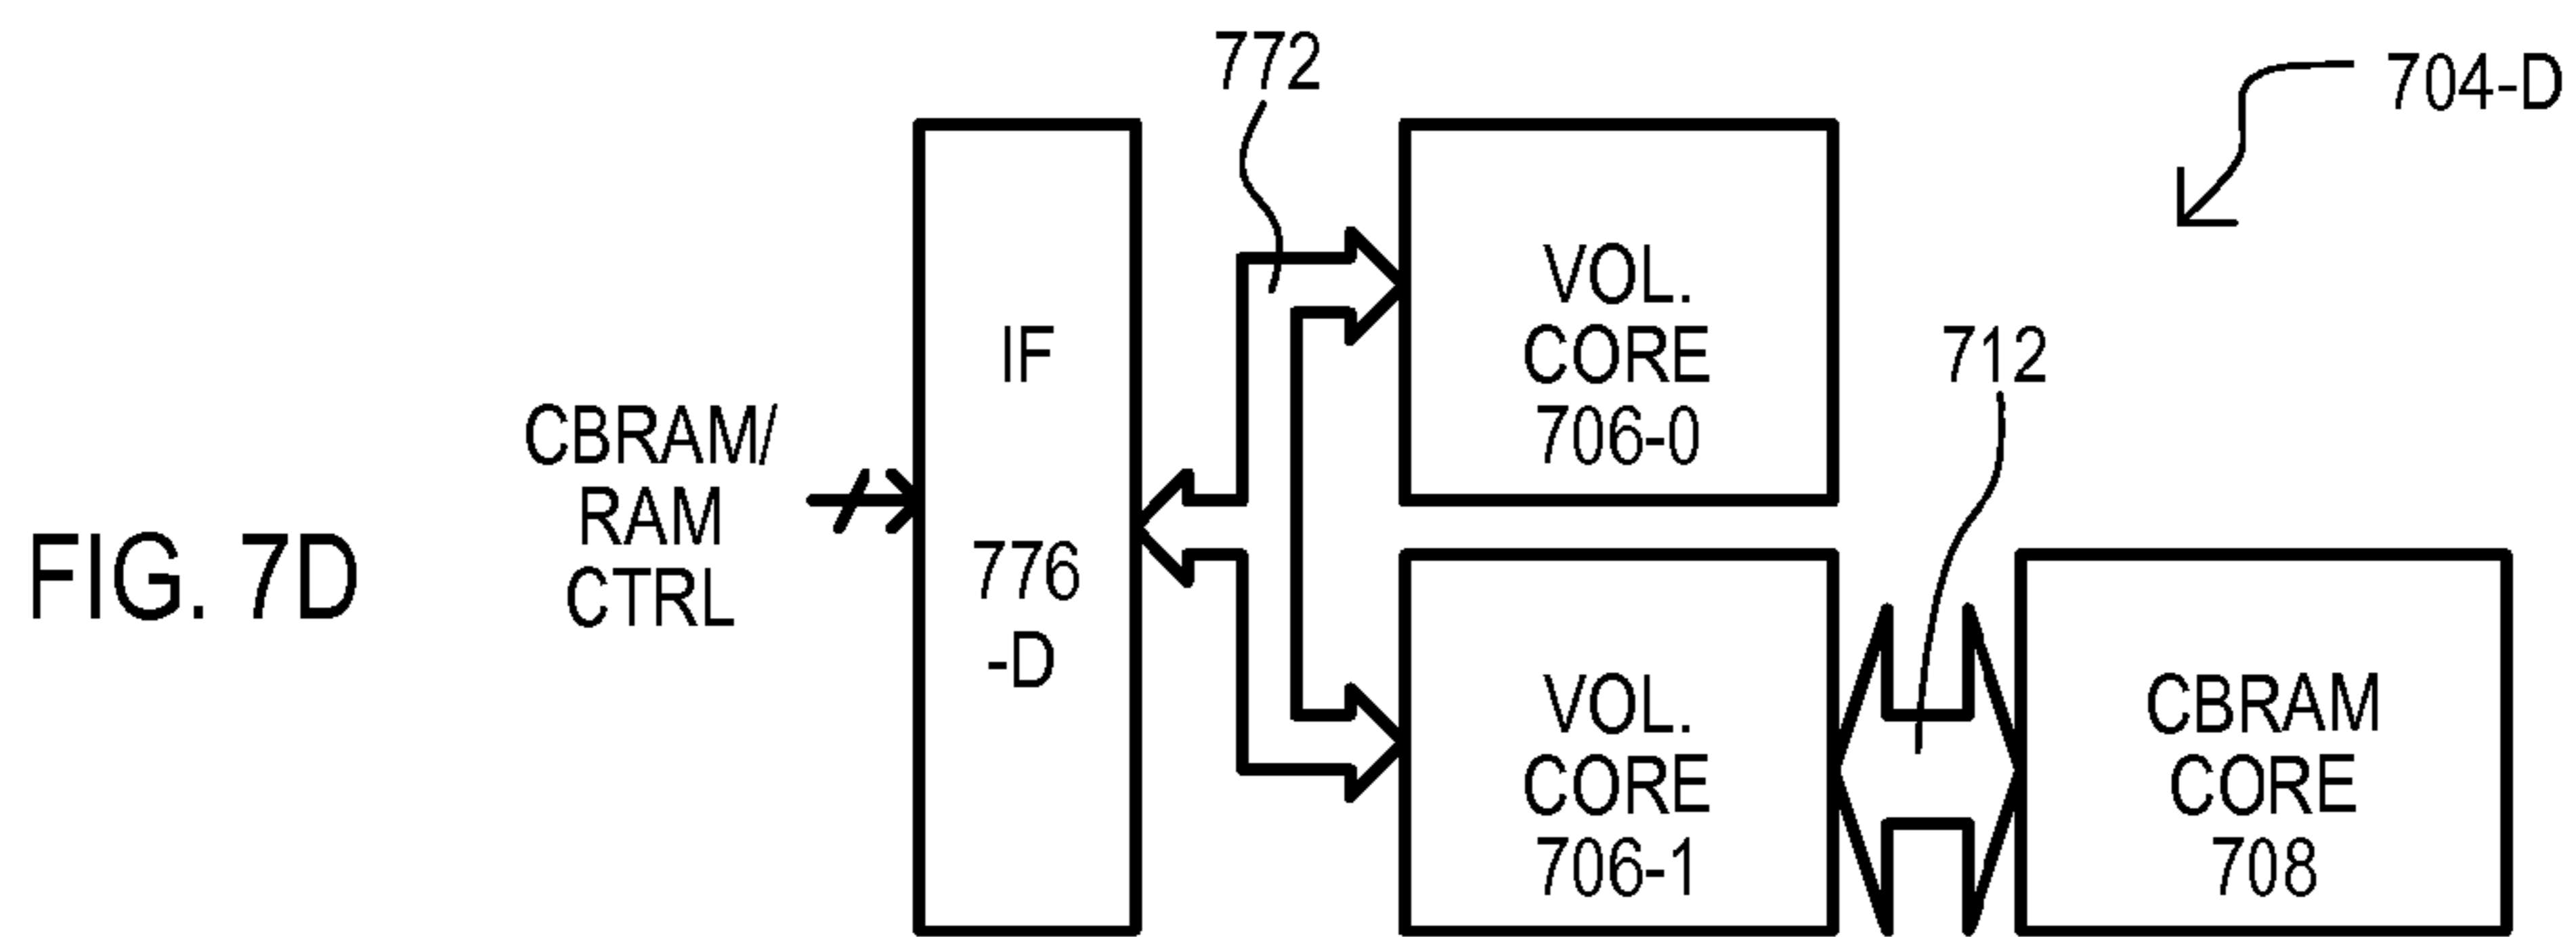 FIG. 7D
CBRAM/
RAM
CTRL
IF
776
-D
772
VOL.
CORE
706-0
VOL.
CORE
706-1
712
CBRAM
CORE
708
704-D